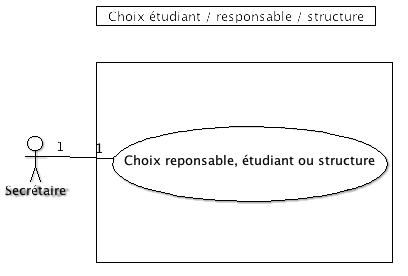 Choix étudiant / responsable / structure
1
1
Choix reponsable, étudiant ou structure
Secrétaire